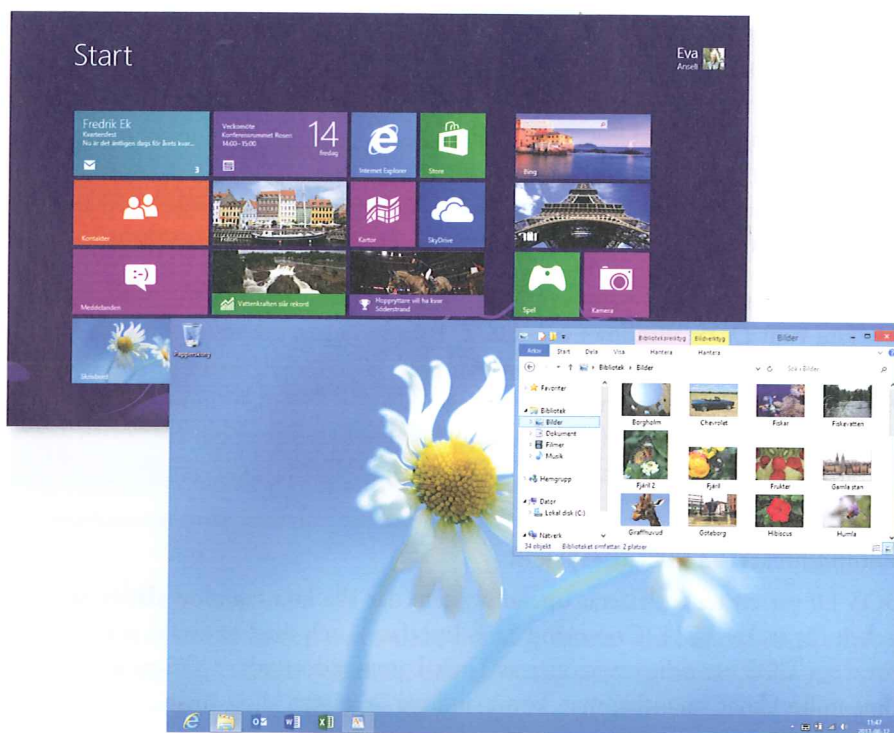 Start
Eva
Ansell
Fredrik Ek
Kvartersfest
Nu är det äntligen dags för årets kvar...
3
Veckomöte
Konferensrummet Rosen
14:00–15:00
14
fredag
Internet Explorer
Store
Bing
Kontakter
Foton
Kartor
SkyDrive
Meddelanden
Vattenkraften slår rekord
Hoppryttare vill ha kvar
Söderstrand
Spel
Kamera
Skrivbord
Papperskorg
Biblioteksverktyg
Bildverktyg
Bilder
Arkiv
Start
Dela
Visa
Hantera
Hantera
Bibliotek
Bilder
Sök i Bilder
Favoriter
Bibliotek
Bilder
Dokument
Filmer
Musik
Hemgrupp
Dator
Lokal disk (C:)
Nätverk
Borgholm
Chevrolet
Fiskar
Fiskevatten
Fjäril 2
Fjäril
Frukter
Gamla stan
Giraffhuvud
Göteborg
Hibiscus
Humla
34 objekt
Biblioteket omfattar: 2 platser
11:47